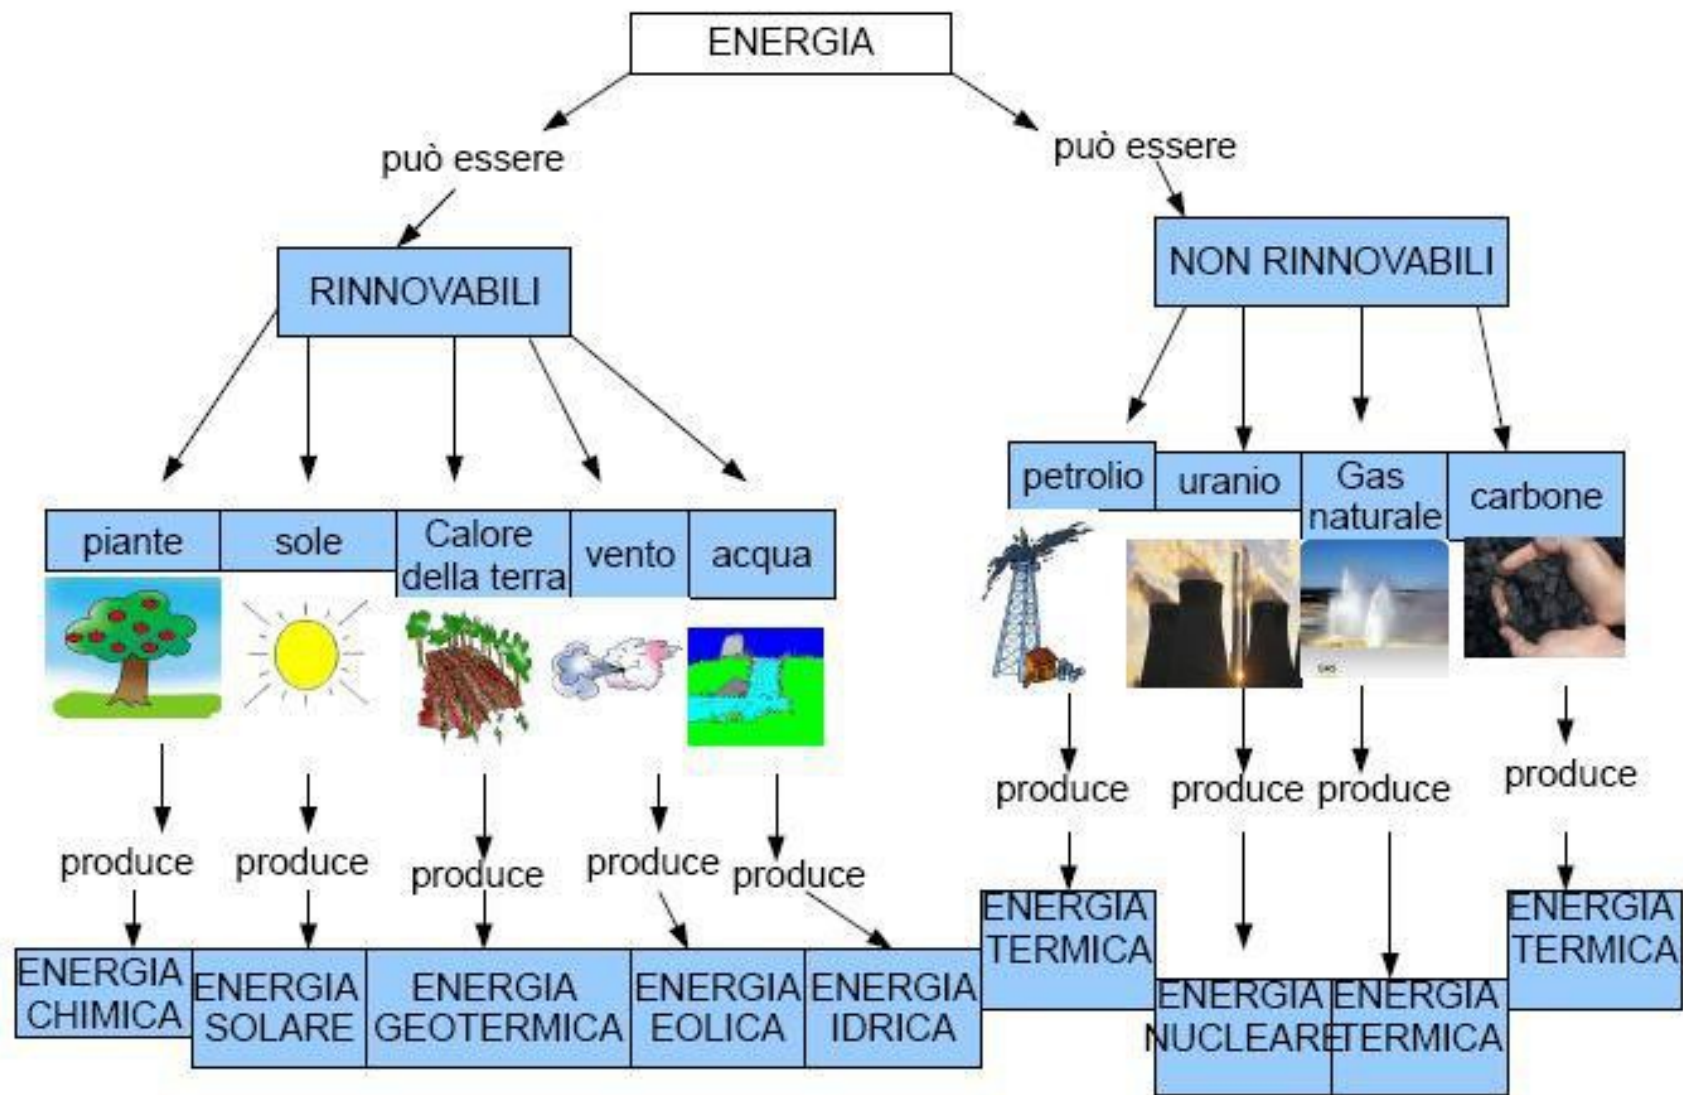 ENERGIA
può essere
può essere
RINNOVABILI
NON RINNOVABILI
piante
sole
Calore
della terra
vento
acqua
petrolio
uranio
Gas
naturale
carbone
produce
produce
produce
produce
produce
produce
produce
produce
produce
ENERGIA
CHIMICA
ENERGIA
SOLARE
ENERGIA
GEOTERMICA
ENERGIA
EOLICA
ENERGIA
IDRICA
ENERGIA
TERMICA
ENERGIA
NUCLEARE
ENERGIA
TERMICA
ENERGIA
TERMICA